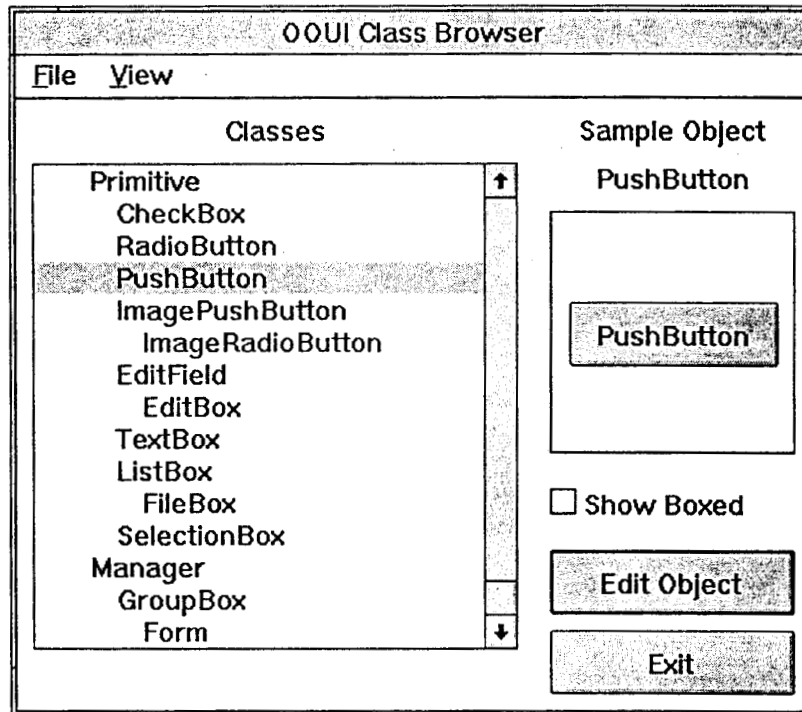 OOUI Class Browser
File View
Classes
Primitive
CheckBox
RadioButton
PushButton
ImagePushButton
ImageRadioButton
EditField
EditBox
TextBox
ListBox
FileBox
SelectionBox
Manager
GroupBox
Form
Sample Object
PushButton
PushButton
Show Boxed
Edit Object
Exit